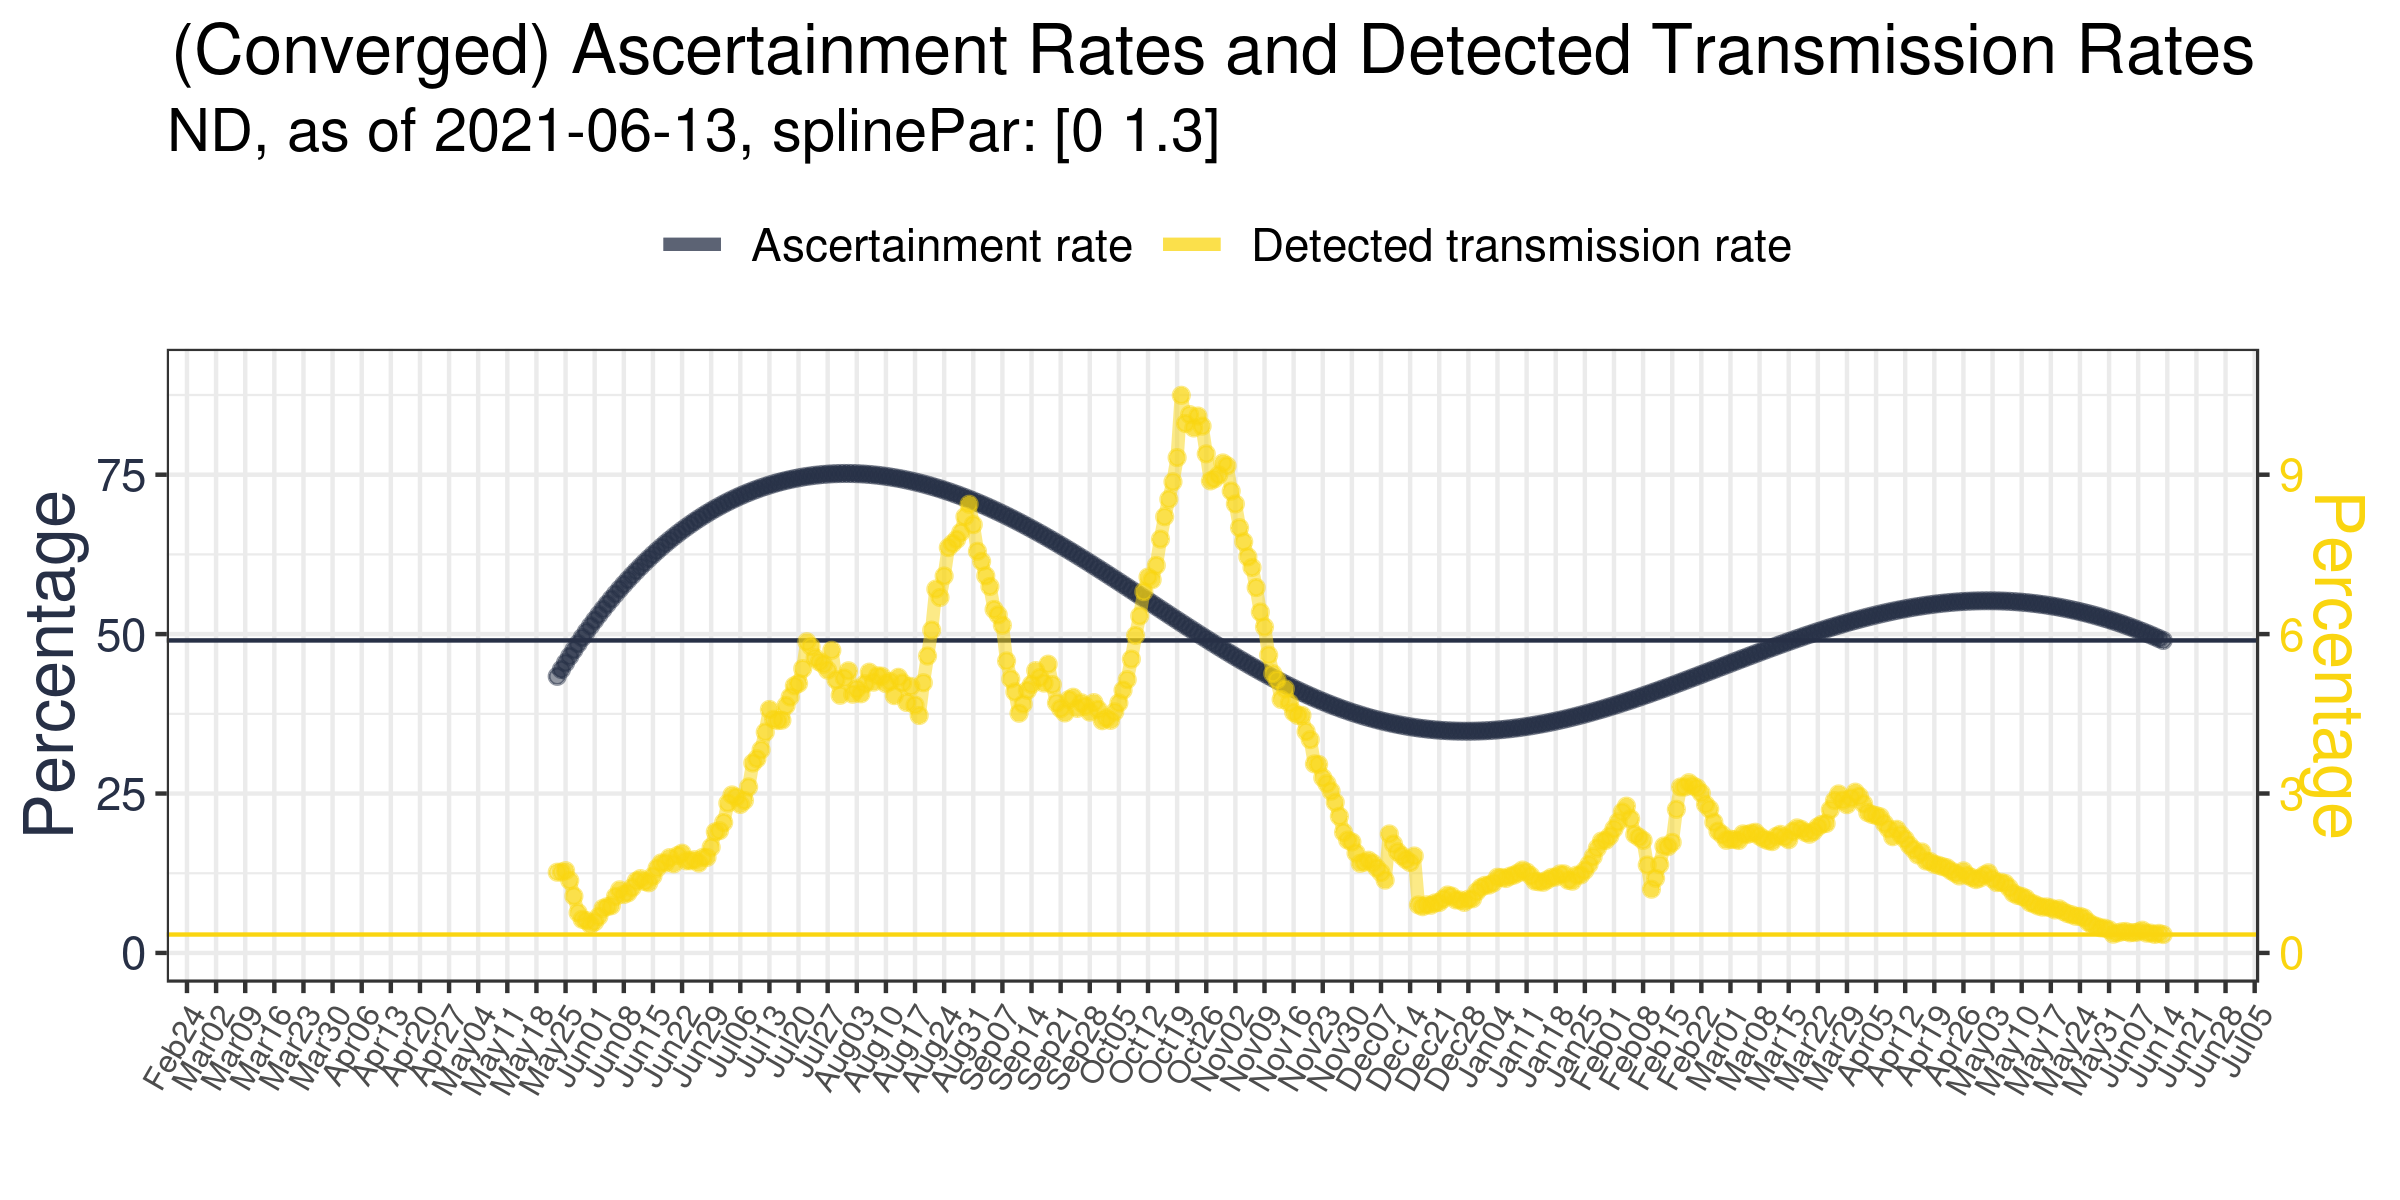 (Converged) Ascertainment Rates and Detected Transmission Rates
ND, as of 2021-06-13, splinePar: [0 1.3]
Ascertainment rate
Detected transmission rate
Percentage
75
50
25
0
9
6
3
0
Percentage
Feb24
Mar02
Mar09
Mar16
Mar23
Mar30
Apr06
Apr13
Apr20
Apr27
May04
May11
May18
May25
Jun01
Jun08
Jun15
Jun22
Jun29
Jul06
Jul13
Jul20
Jul27
Aug03
Aug10
Aug17
Aug24
Aug31
Sep07
Sep14
Sep21
Sep28
Oct05
Oct12
Oct19
Oct26
Nov02
Nov09
Nov16
Nov23
Nov30
Dec07
Dec14
Dec21
Dec28
Jan04
Jan11
Jan18
Jan25
Feb01
Feb08
Feb15
Feb22
Mar01
Mar08
Mar15
Mar22
Mar29
Apr05
Apr12
Apr19
Apr26
May03
May10
May17
May24
May31
Jun07
Jun14
Jun21
Jun28
Jul05